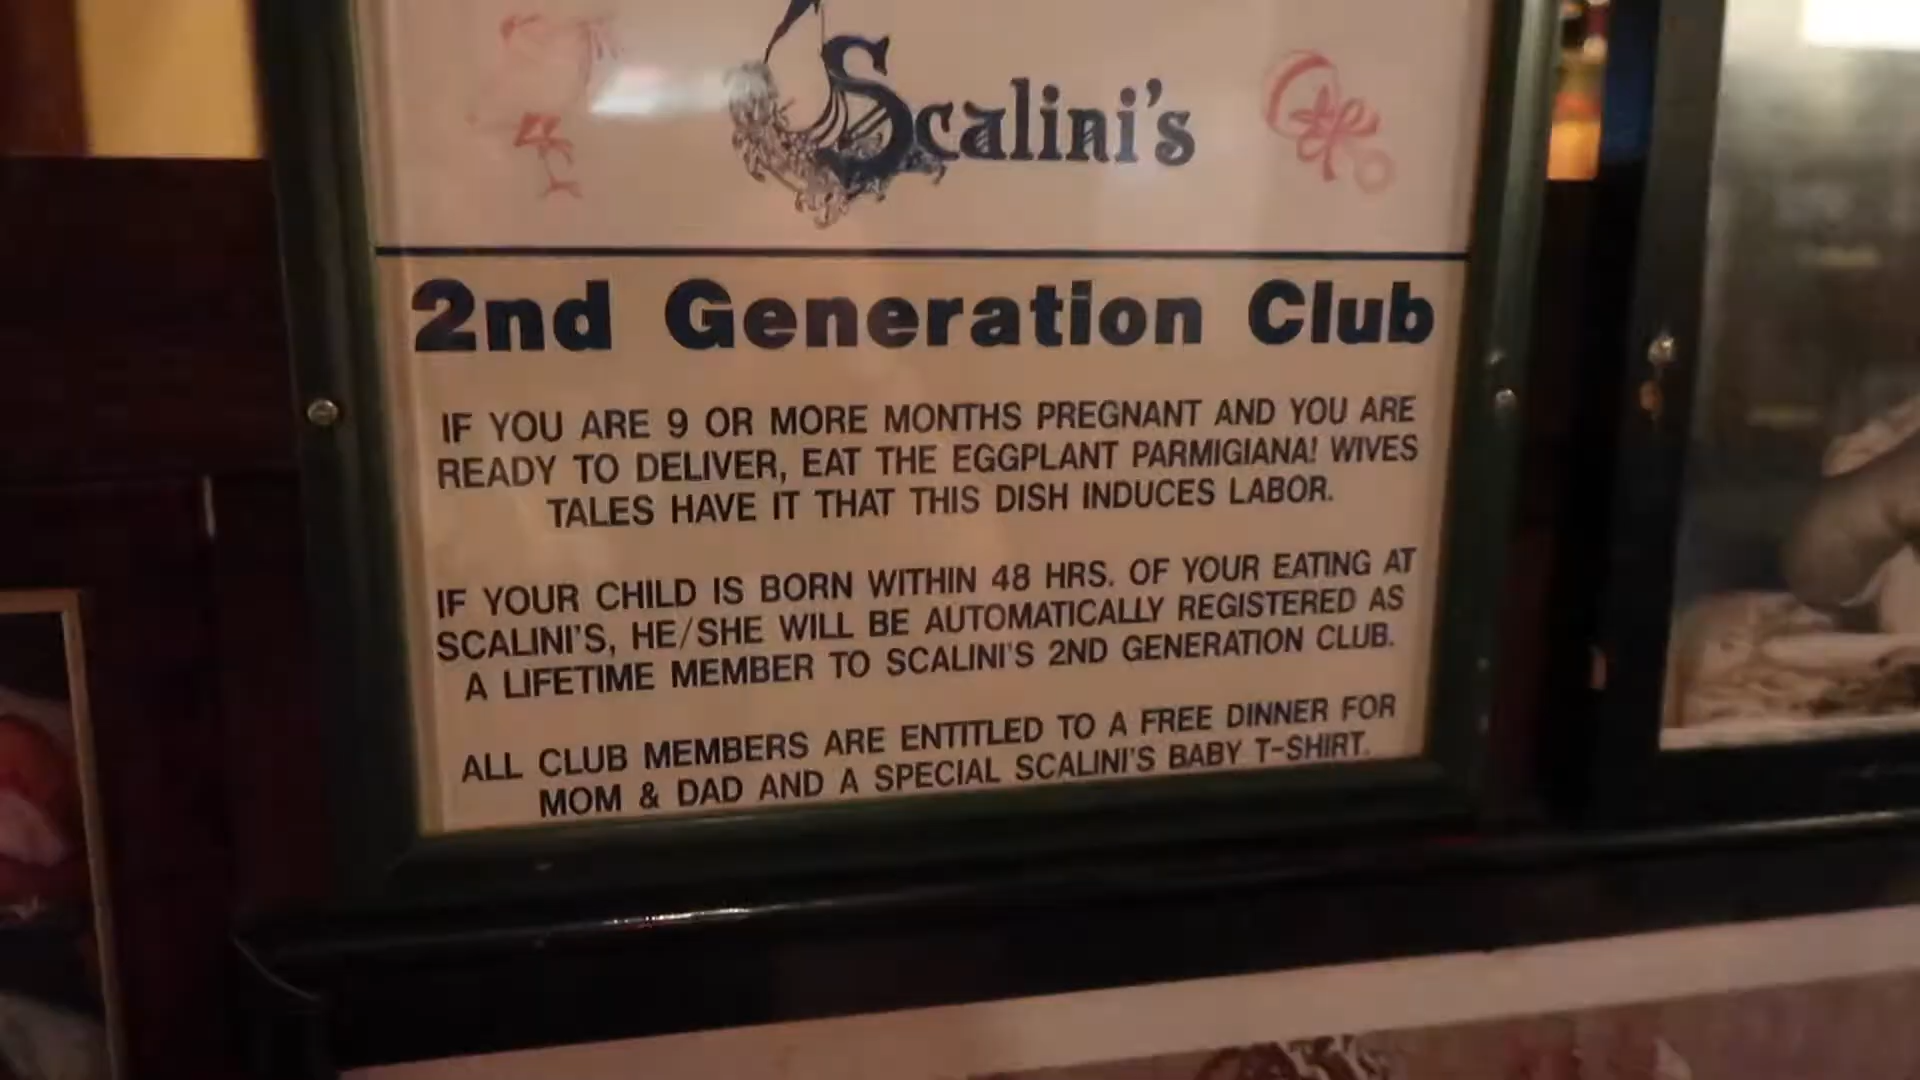 Scalini's
2nd Generation Club
IF YOU ARE 9 OR MORE MONTHS PREGNANT AND YOU ARE
READY TO DELIVER, EAT THE EGGPLANT PARMIGIANA! WIVES
TALES HAVE IT THAT THIS DISH INDUCES LABOR.
IF YOUR CHILD IS BORN WITHIN 48 HRS. OF YOUR EATING AT
SCALINI'S, HE/SHE WILL BE AUTOMATICALLY REGISTERED AS
A LIFETIME MEMBER TO SCALINI'S 2ND GENERATION CLUB.
ALL CLUB MEMBERS ARE ENTITLED TO A FREE DINNER FOR
MOM & DAD AND A SPECIAL SCALINI'S BABY T-SHIRT.